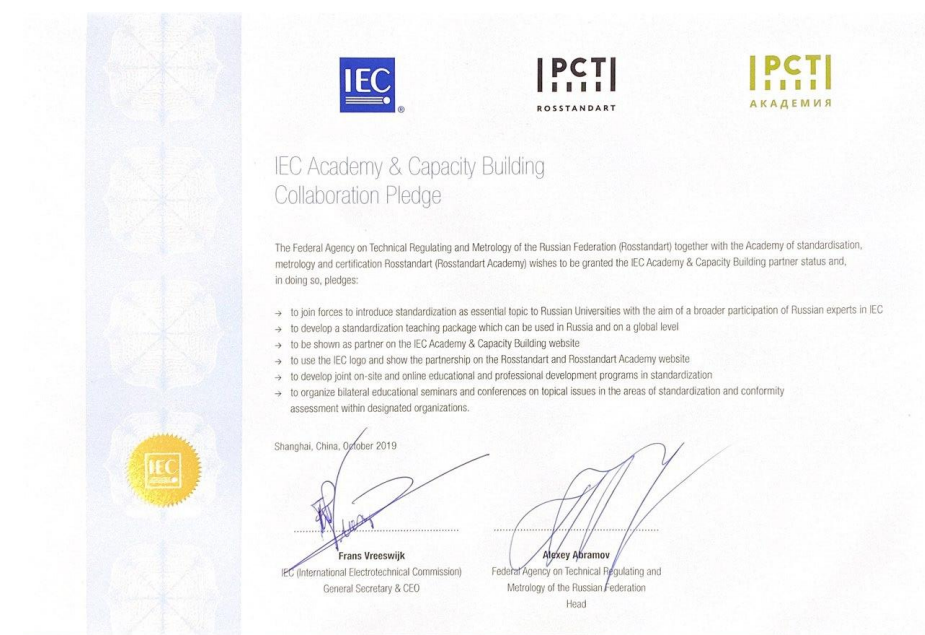 IEC
®
РСТ
ROSSTANDART
РСТ
АКАДЕМИЯ
IEC Academy & Capacity Building
Collaboration Pledge
The Federal Agency on Technical Regulating and Metrology of the Russian Federation (Rosstandart) together with the Academy of standardisation,
metrology and certification Rosstandart (Rosstandart Academy) wishes to be granted the IEC Academy & Capacity Building partner status and,
in doing so, pledges:
→ to join forces to introduce standardization as essential topic to Russian Universities with the aim of a broader participation of Russian experts in IEC
→ to develop a standardization teaching package which can be used in Russia and on a global level
→ to be shown as partner on the IEC Academy & Capacity Building website
→ to use the IEC logo and show the partnership on the Rosstandart and Rosstandart Academy website
→ to develop joint on-site and online educational and professional development programs in standardization
→ to organize bilateral educational seminars and conferences on topical issues in the areas of standardization and conformity
assessment within designated organizations.
Shanghai, China, October 2019
IEC
Frans Vreeswijk
IEC (International Electrotechnical Commission)
General Secretary & CEO
Alexey Abramov
Federal Agency on Technical Regulating and
Metrology of the Russian Federation
Head